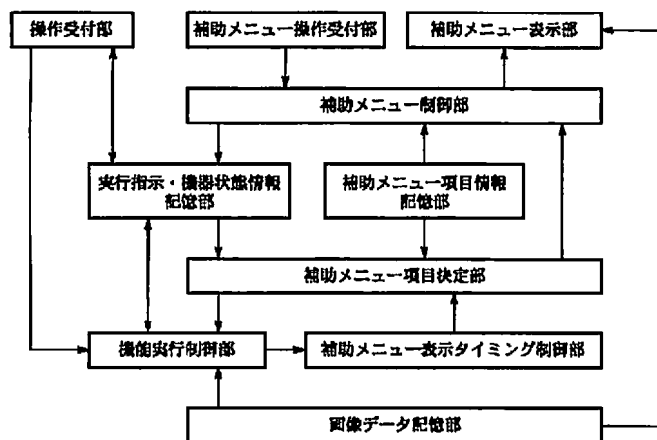 操作受付部
補助メニュー操作受付部
補助メニュー表示部
補助メニュー制御部
実行指示・機器状態情報
記憶部
補助メニュー項目情報
記憶部
補助メニュー項目決定部
機能実行制御部
補助メニュー表示タイミング制御部
画像データ記憶部